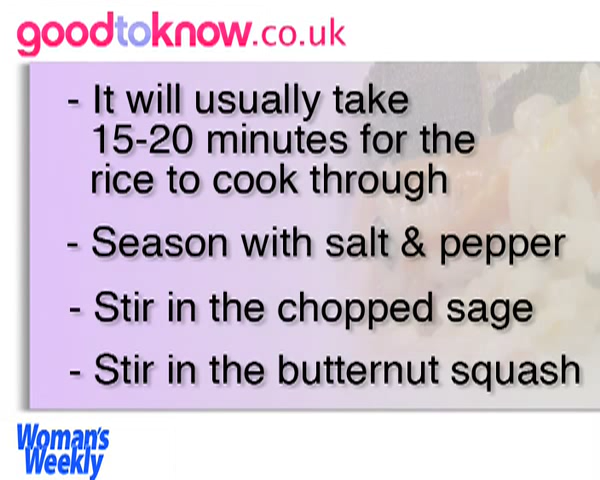 goodtoknow.co.uk
- It will usually take
15-20 minutes for the
rice to cook through
- Season with salt & pepper
- Stir in the chopped sage
- Stir in the butternut squash
Woman's
Weekly